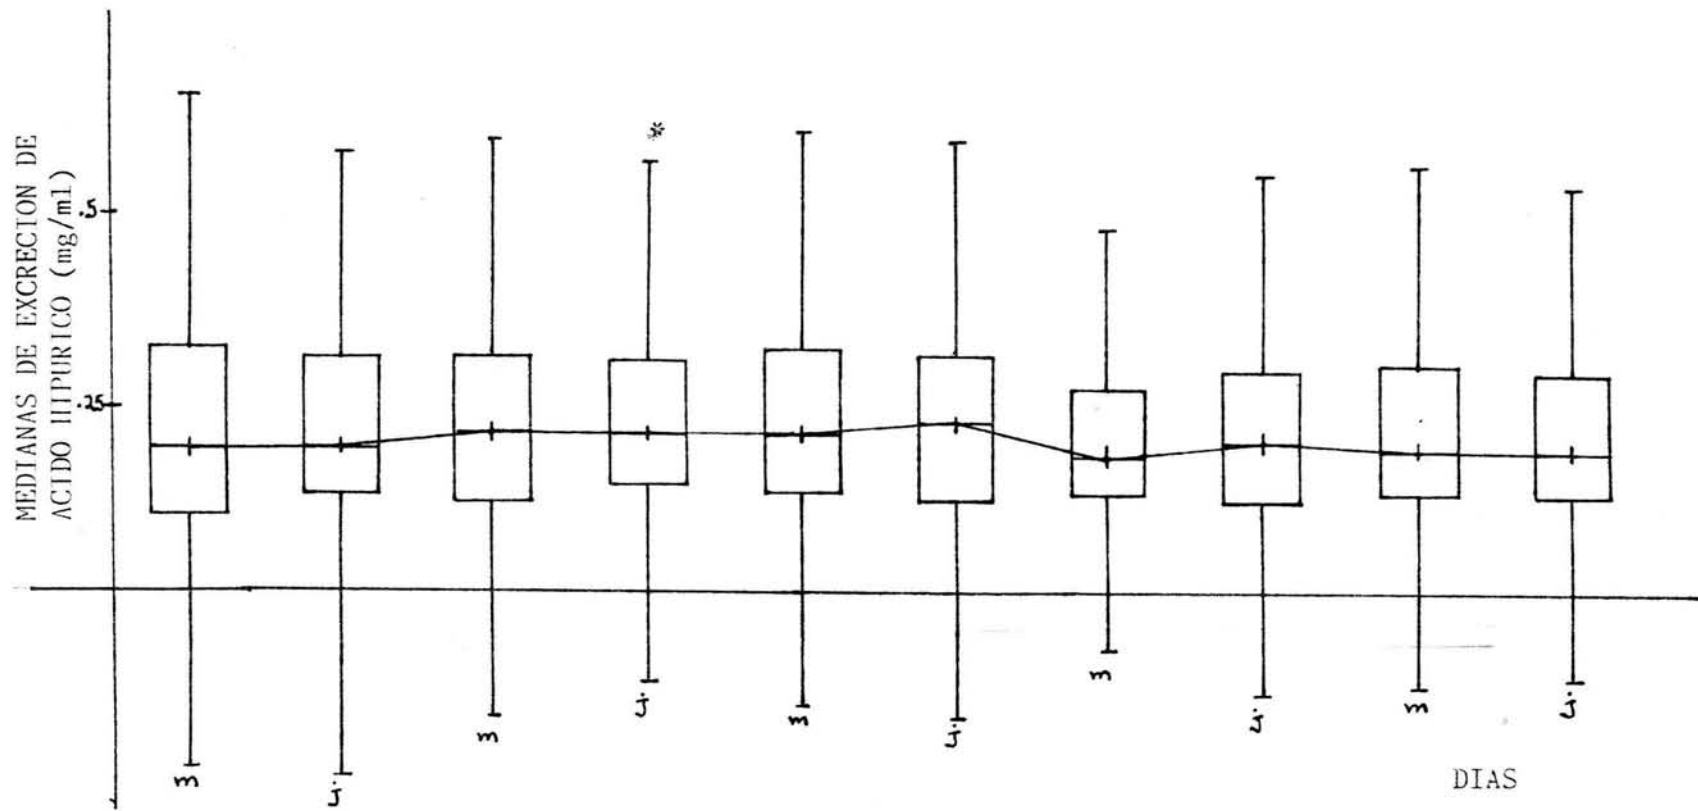 MEDIANAS DE EXCRECION DE
ACIDO HIPURICO (mg/ml)
.5
.25
*
m
J.
m
J.
m
J.
m
J.
m
J.
DIAS